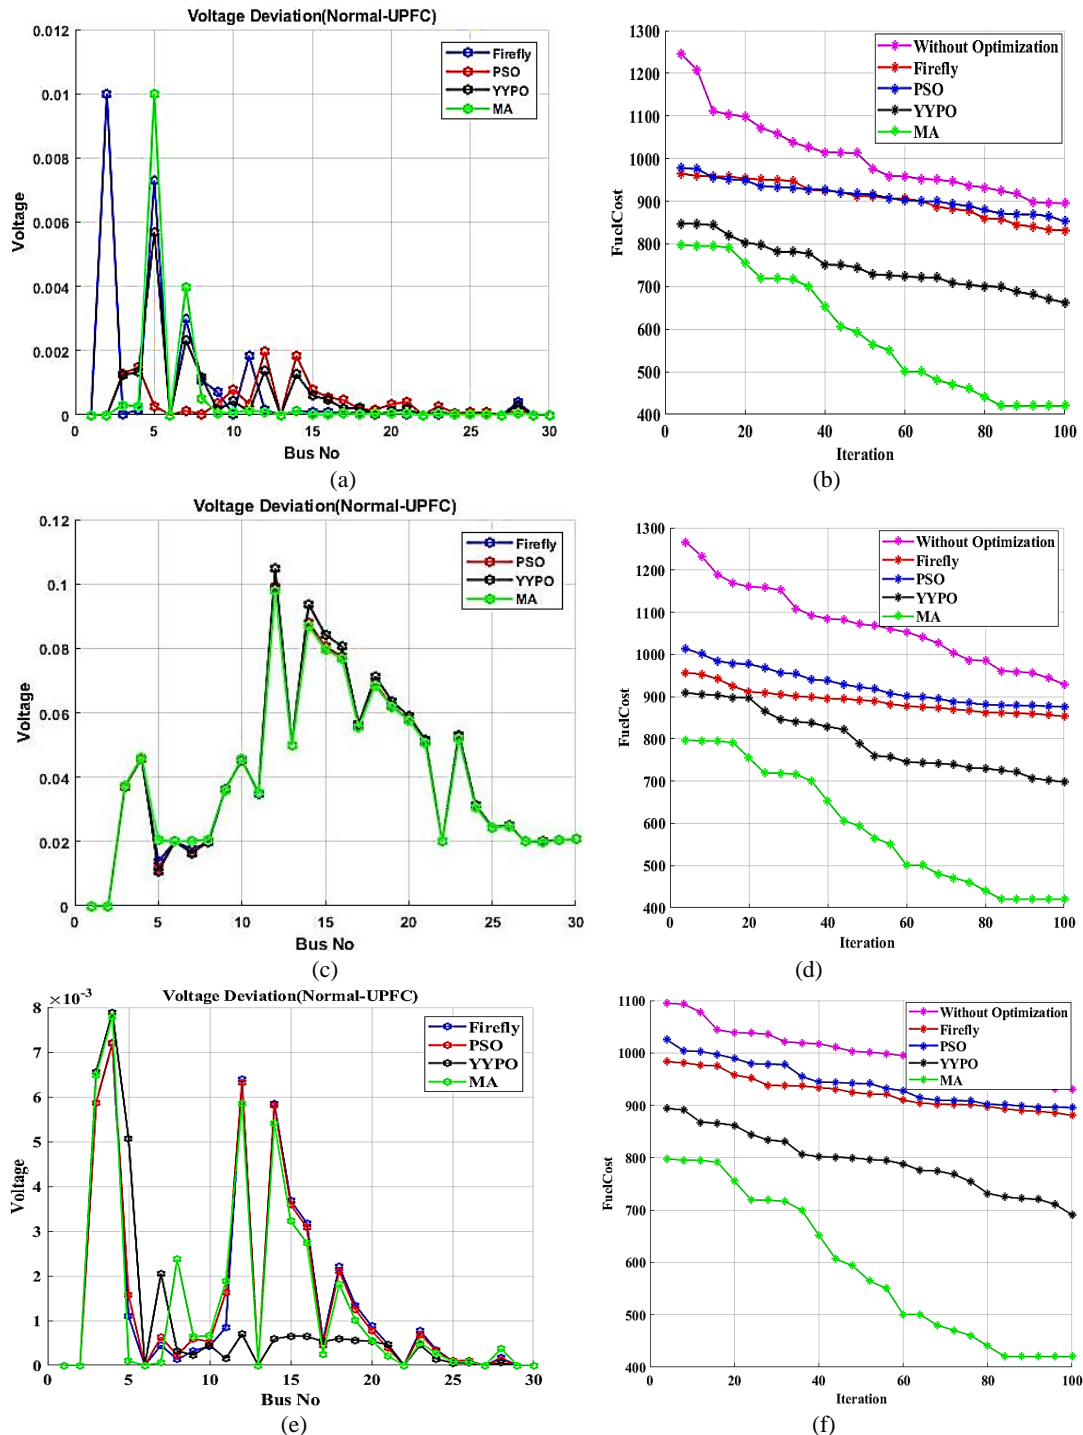 Voltage Deviation(Normal-UPFC)
0.012
0.01
0.008
0.006
0.004
0.002
0
Voltage
0 5 10 15 20 25 30
Bus No
Firefly
PSO
YYPO
MA
(a)
1300
1200
1100
1000
900
800
700
600
500
400
FuelCost
0 20 40 60 80 100
Iteration
Without Optimization
Firefly
PSO
YYPO
MA
(b)
Voltage Deviation(Normal-UPFC)
0.12
0.1
0.08
0.06
0.04
0.02
0
Voltage
0 5 10 15 20 25 30
Bus No
Firefly
PSO
YYPO
MA
(c)
1300
1200
1100
1000
900
800
700
600
500
400
FuelCost
0 20 40 60 80 100
Iteration
Without Optimization
Firefly
PSO
YYPO
MA
(d)
Voltage Deviation(Normal-UPFC)
×10⁻³
8
7
6
5
4
3
2
1
0
Voltage
0 5 10 15 20 25 30
Bus No
Firefly
PSO
YYPO
MA
(e)
1100
1000
900
800
700
600
500
400
FuelCost
0 20 40 60 80 100
Iteration
Without Optimization
Firefly
PSO
YYPO
MA
(f)